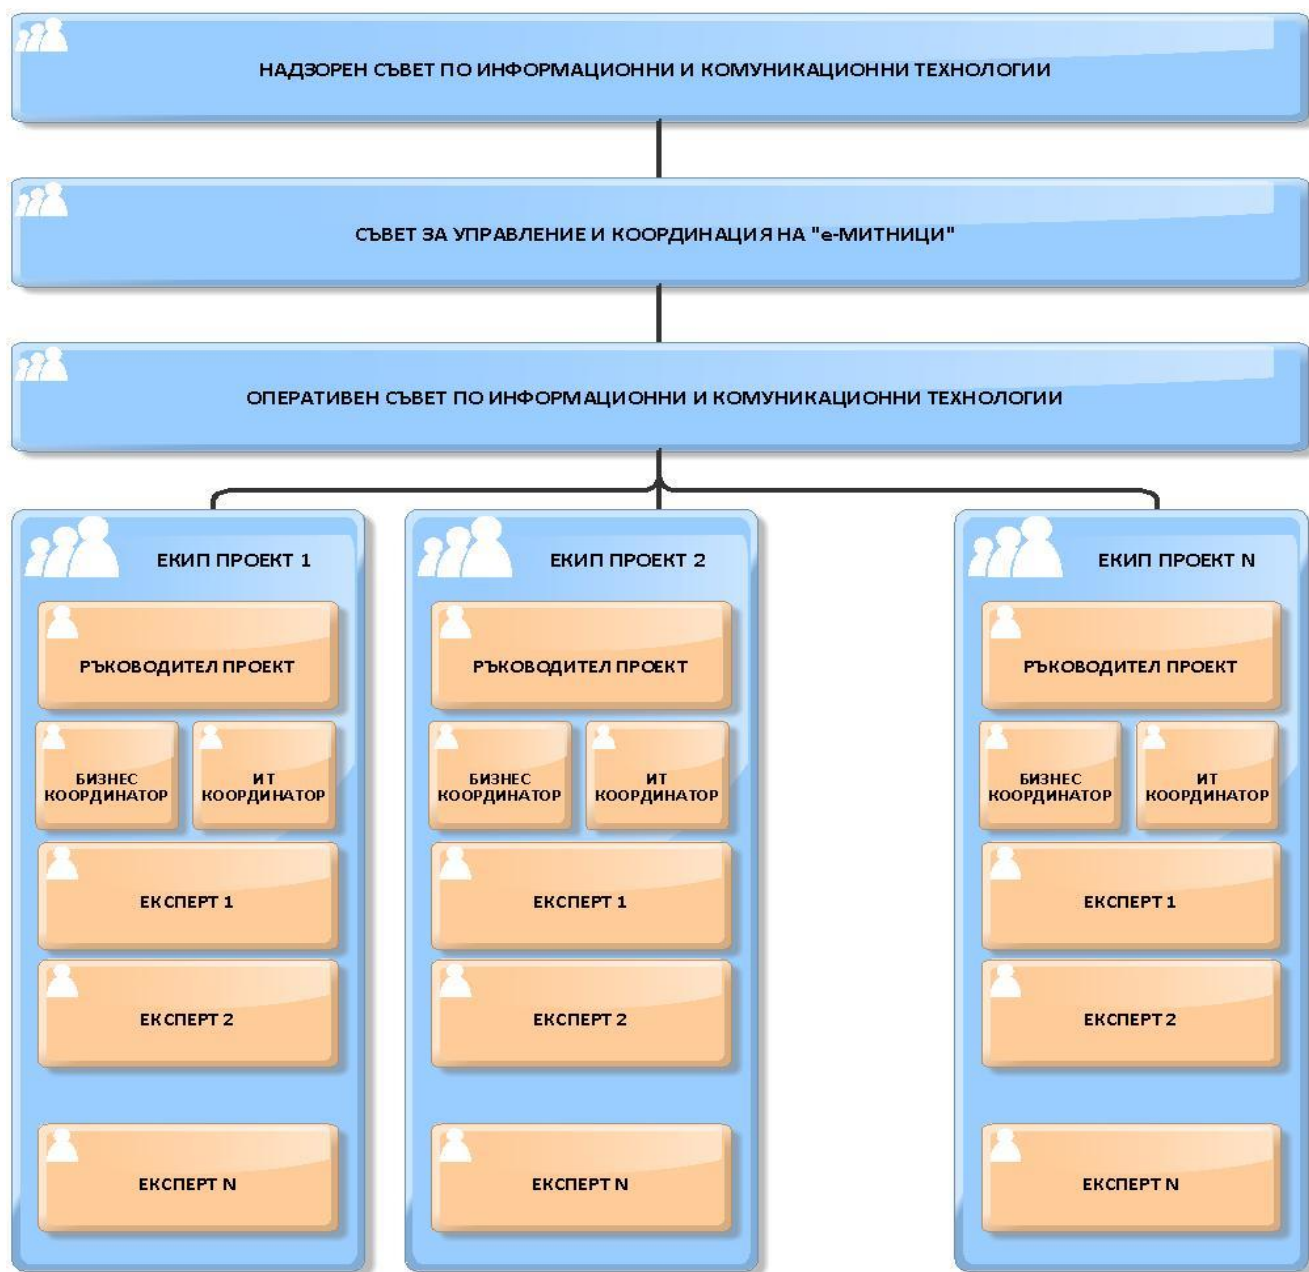 НАДЗОРЕН СЪВЕТ ПО ИНФОРМАЦИОННИ И КОМУНИКАЦИОННИ ТЕХНОЛОГИИ
СЪВЕТ ЗА УПРАВЛЕНИЕ И КООРДИНАЦИЯ НА "е-МИТНИЦИ"
ОПЕРАТИВЕН СЪВЕТ ПО ИНФОРМАЦИОННИ И КОМУНИКАЦИОННИ ТЕХНОЛОГИИ
ЕКИП ПРОЕКТ 1
РЪКОВОДИТЕЛ ПРОЕКТ
БИЗНЕС
КООРДИНАТОР
ИТ
КООРДИНАТОР
ЕКСПЕРТ 1
ЕКСПЕРТ 2
ЕКСПЕРТ N
ЕКИП ПРОЕКТ 2
РЪКОВОДИТЕЛ ПРОЕКТ
БИЗНЕС
КООРДИНАТОР
ИТ
КООРДИНАТОР
ЕКСПЕРТ 1
ЕКСПЕРТ 2
ЕКСПЕРТ N
ЕКИП ПРОЕКТ N
РЪКОВОДИТЕЛ ПРОЕКТ
БИЗНЕС
КООРДИНАТОР
ИТ
КООРДИНАТОР
ЕКСПЕРТ 1
ЕКСПЕРТ 2
ЕКСПЕРТ N